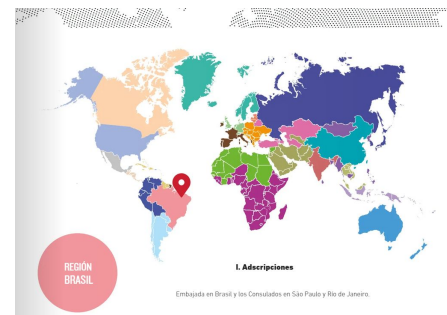 REGIÓN
BRASIL
I. Adscripciones
Embajada en Brasil y los Consulados en São Paulo y Río de Janeiro.